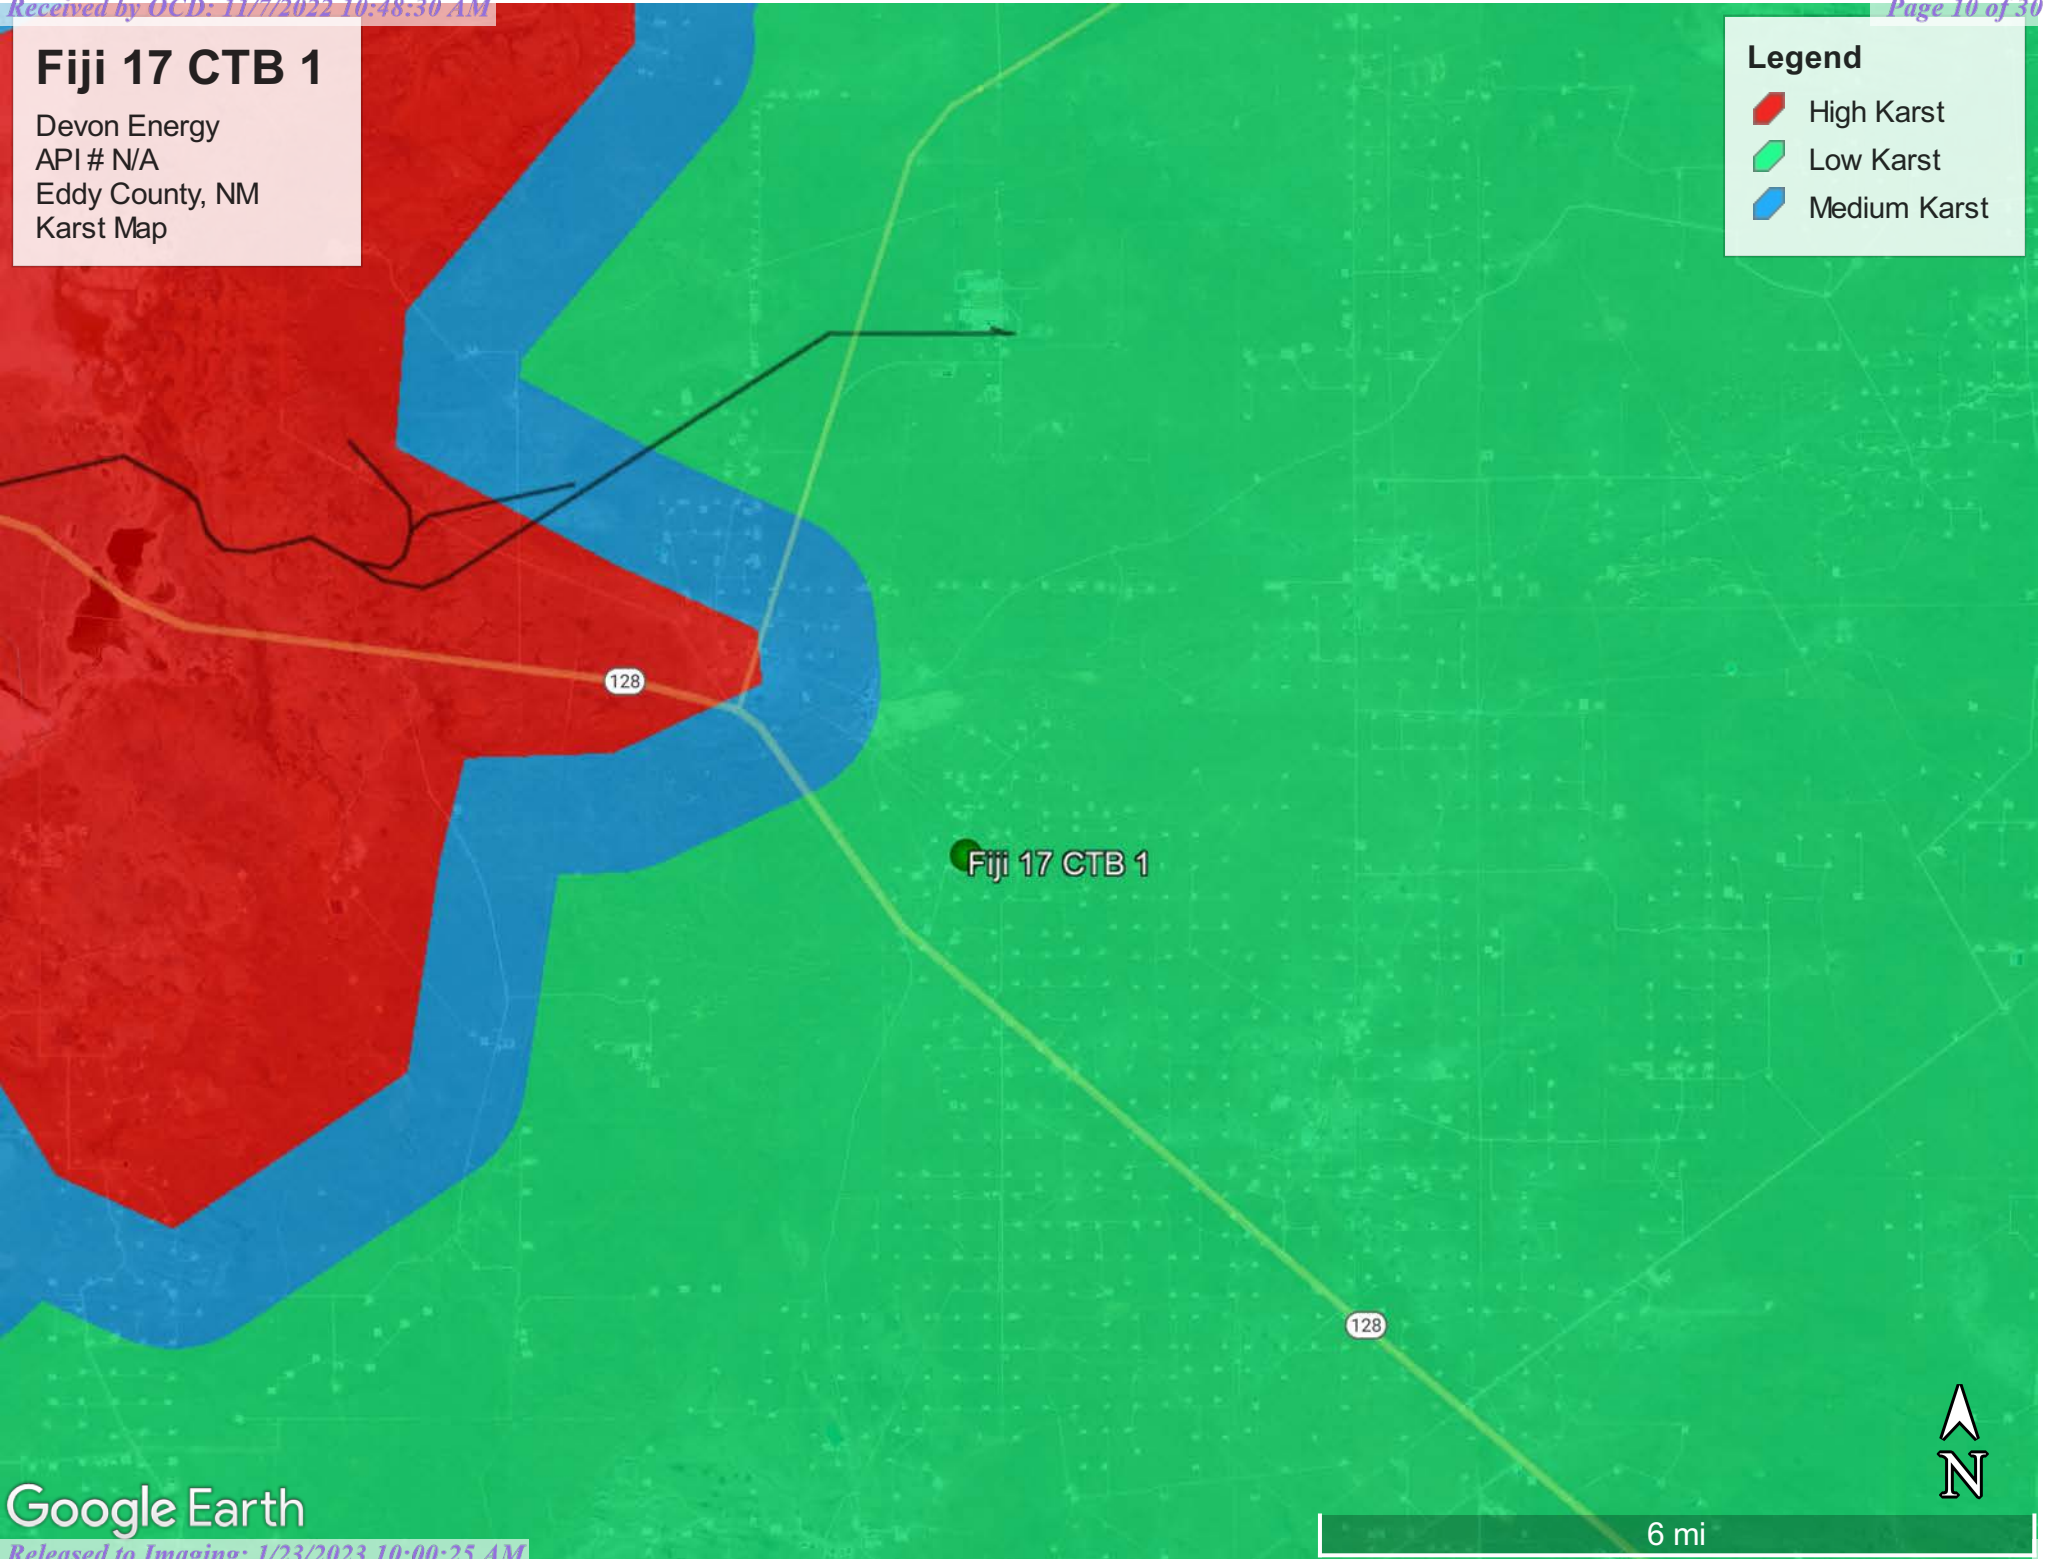 Received by OCD: 11/7/2022 10:48:30 AM
Page 10 of 30
Fiji 17 CTB 1
Devon Energy
API # N/A
Eddy County, NM
Karst Map
Legend
High Karst
Low Karst
Medium Karst
128
Fiji 17 CTB 1
128
N
Google Earth
6 mi
Released to Imaging: 1/23/2023 10:00:25 AM